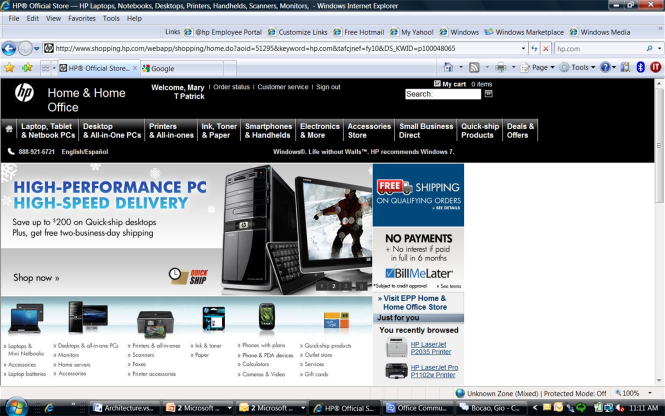 HP® Official Store — HP Laptops, Notebooks, Desktops, Printers, Handhelds, Scanners, Monitors, - Windows Internet Explorer
File Edit View Favorites Tools Help
Links @hp Employee Portal Customize Links Free Hotmail My Yahoo! Windows Windows Marketplace Windows Media
http://www.shopping.hp.com/webapp/shopping/home.do?aoid=51295&keyword=hp.com&tafcjnef=fy10&DS_KWID=p100048065
hp.com
HP® Official Store...
Google
Page
Tools
hp
Home & Home Office
Welcome, Mary T Patrick
Order status | Customer service | Sign out
My cart 0 items
Search:
Laptop, Tablet & Netbook PCs
Desktop & All-in-One PCs
Printers & All-in-ones
Ink, Toner & Paper
Smartphones & Handhelds
Electronics & More
Accessories Store
Small Business Direct
Quick-ship Products
Deals & Offers
888-921-6721 English/Español
Windows®. Life without Walls™. HP recommends Windows 7.
HIGH-PERFORMANCE PC
HIGH-SPEED DELIVERY
Save up to $200 on Quick-ship desktops
Plus, get free two-business-day shipping
Shop now »
QUICK SHIP
1 2
FREE SHIPPING
ON QUALIFYING ORDERS
» SEE DETAILS
NO PAYMENTS
+ No interest if paid
in full in 6 months
BillMeLater®
*Subject to credit approval » See terms
» Visit EPP Home & Home Office Store
Just for you
You recently browsed
HP LaserJet P2035 Printer
HP LaserJet Pro P1102w Printer
» Laptops & Mini Notebooks
» Accessories
» Laptop batteries
» Desktops & all-in-one PCs
» Monitors
» Home servers
» Accessories
» Printers & all-in-ones
» Scanners
» Faxes
» Printer accessories
» Ink & toner
» Paper
» Phones with plans
» Phone & PDA devices
» Calculators
» Cameras & Video
» Quick-ship products
» Outlet store
» Services
» Gift cards
Unknown Zone (Mixed) | Protected Mode: Off
100%
Architecture.vs...
2 Microsoft ...
2 Microsoft ...
HP® Official S...
Office Commu...
Bocao, Gio - C...
11:11 AM